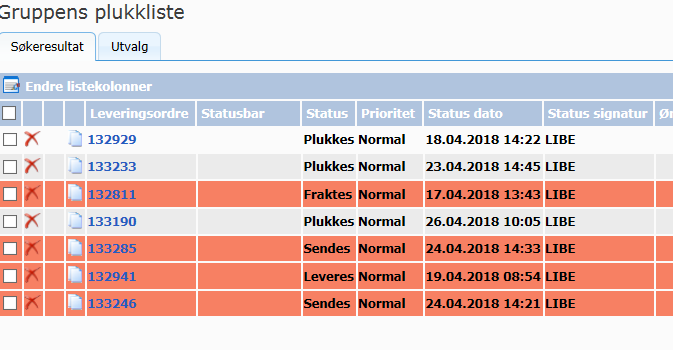 Gruppens plukkliste
Søkeresultat Utvalg
Endre listekolonner
Leveringsordre Statusbar Status Prioritet Status dato Status signatur
132929 Plukkes Normal 18.04.2018 14:22 LIBE
133233 Plukkes Normal 23.04.2018 14:45 LIBE
132811 Fraktes Normal 17.04.2018 13:43 LIBE
133190 Plukkes Normal 26.04.2018 10:05 LIBE
133285 Sendes Normal 24.04.2018 14:33 LIBE
132941 Leveres Normal 19.04.2018 08:54 LIBE
133246 Sendes Normal 24.04.2018 14:21 LIBE